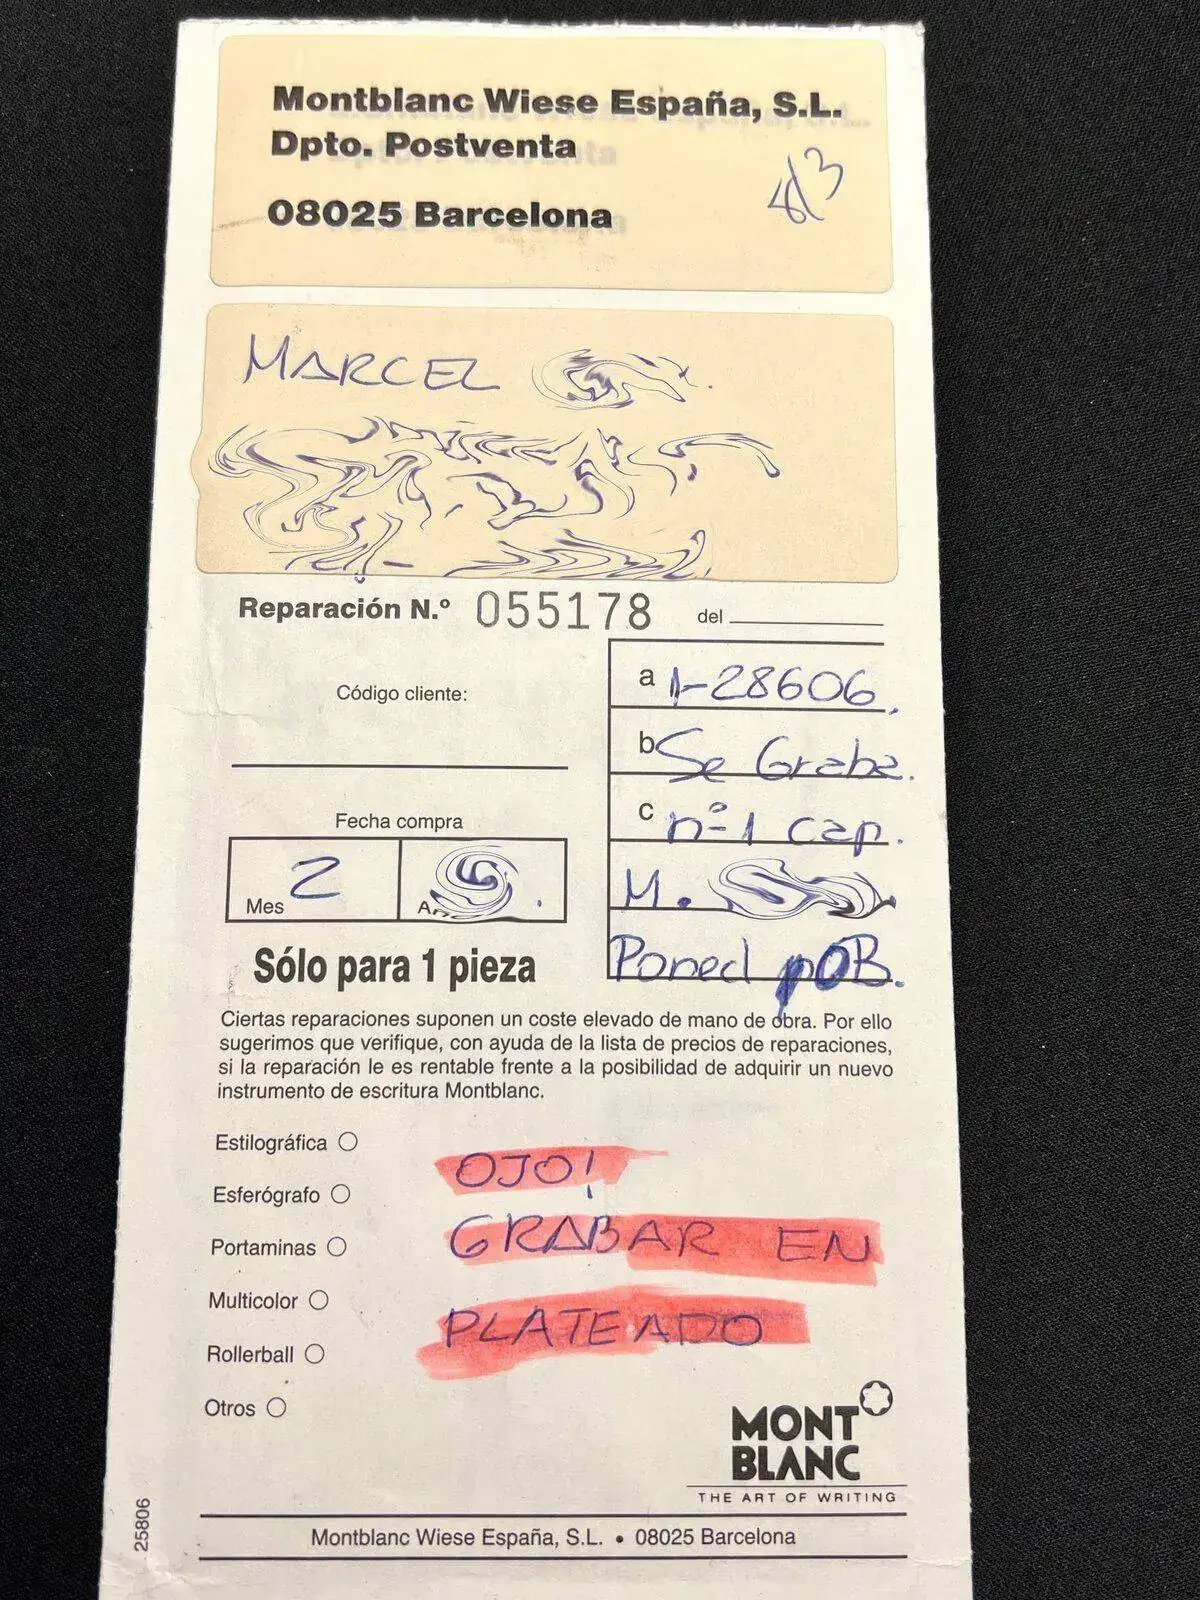 Montblanc Wiese España, S.L.
Dpto. Postventa
08025 Barcelona
8/3
MARCEL
Reparación N.º 055178 del
Código cliente:
a 1-28606.
b Se Graba.
c nº 1 cap.
M.
Poned POB.
Fecha compra
2
Mes
Sólo para 1 pieza
Ciertas reparaciones suponen un coste elevado de mano de obra. Por ello
sugerimos que verifique, con ayuda de la lista de precios de reparaciones,
si la reparación le es rentable frente a la posibilidad de adquirir un nuevo
instrumento de escritura Montblanc.
Estilográfica
Esferógrafo
Portaminas
Multicolor
Rollerball
Otros
OJO!
GRABAR EN
PLATEADO
MONT
BLANC
THE ART OF WRITING
25806
Montblanc Wiese España, S.L. • 08025 Barcelona